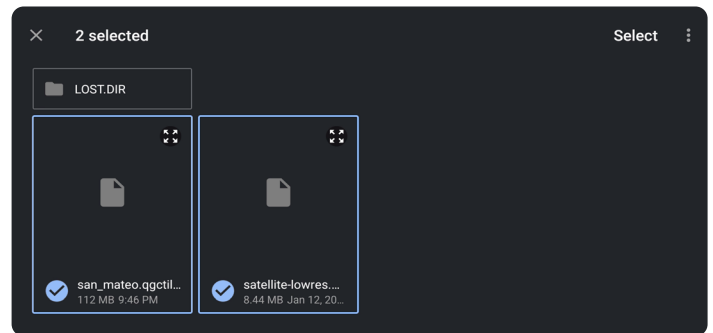 2 selected
Select
LOST.DIR
san_mateo.qgctil...
112 MB 9:46 PM
satellite-lowres....
8.44 MB Jan 12, 20...